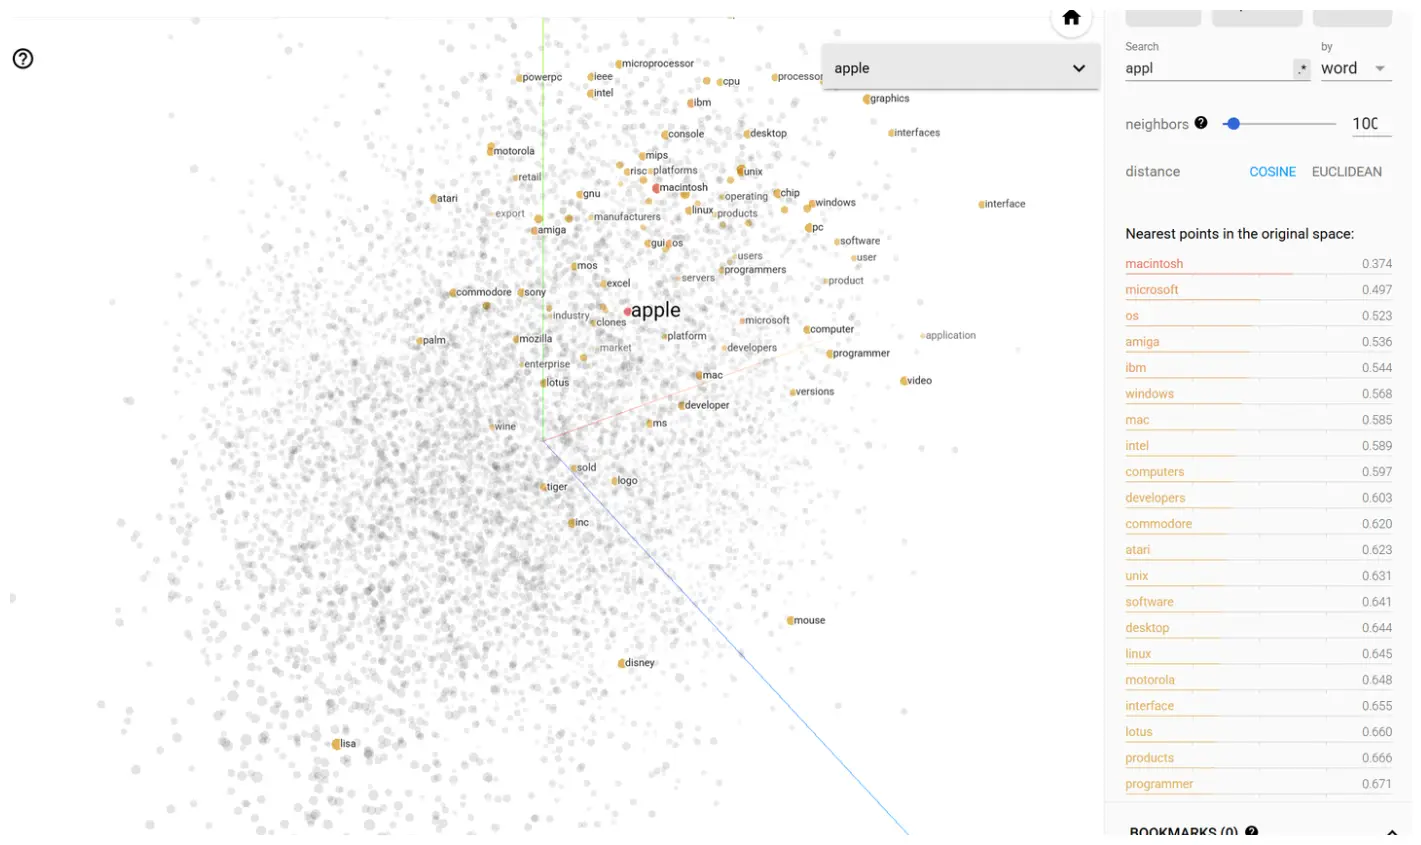 microprocessor
powerpc
ieee
cpu
processor
intel
ibm
graphics
console
desktop
interfaces
motorola
mips
risc
platforms
unix
retail
macintosh
atari
gnu
operating
chip
windows
interface
export
manufacturers
linux
products
amiga
pc
gui
os
software
users
user
mos
programmers
excel
servers
product
commodore
sony
apple
industry
clones
microsoft
computer
palm
mozilla
platform
application
market
developers
programmer
enterprise
lotus
mac
video
versions
developer
wine
ms
sold
logo
tiger
inc
mouse
disney
lisa
apple
Search
by
appl
.*
word
neighbors
100
distance
COSINE EUCLIDEAN
Nearest points in the original space:
macintosh 0.374
microsoft 0.497
os 0.523
amiga 0.536
ibm 0.544
windows 0.568
mac 0.585
intel 0.589
computers 0.597
developers 0.603
commodore 0.620
atari 0.623
unix 0.631
software 0.641
desktop 0.644
linux 0.645
motorola 0.648
interface 0.655
lotus 0.660
products 0.666
programmer 0.671
BOOKMARKS (0)